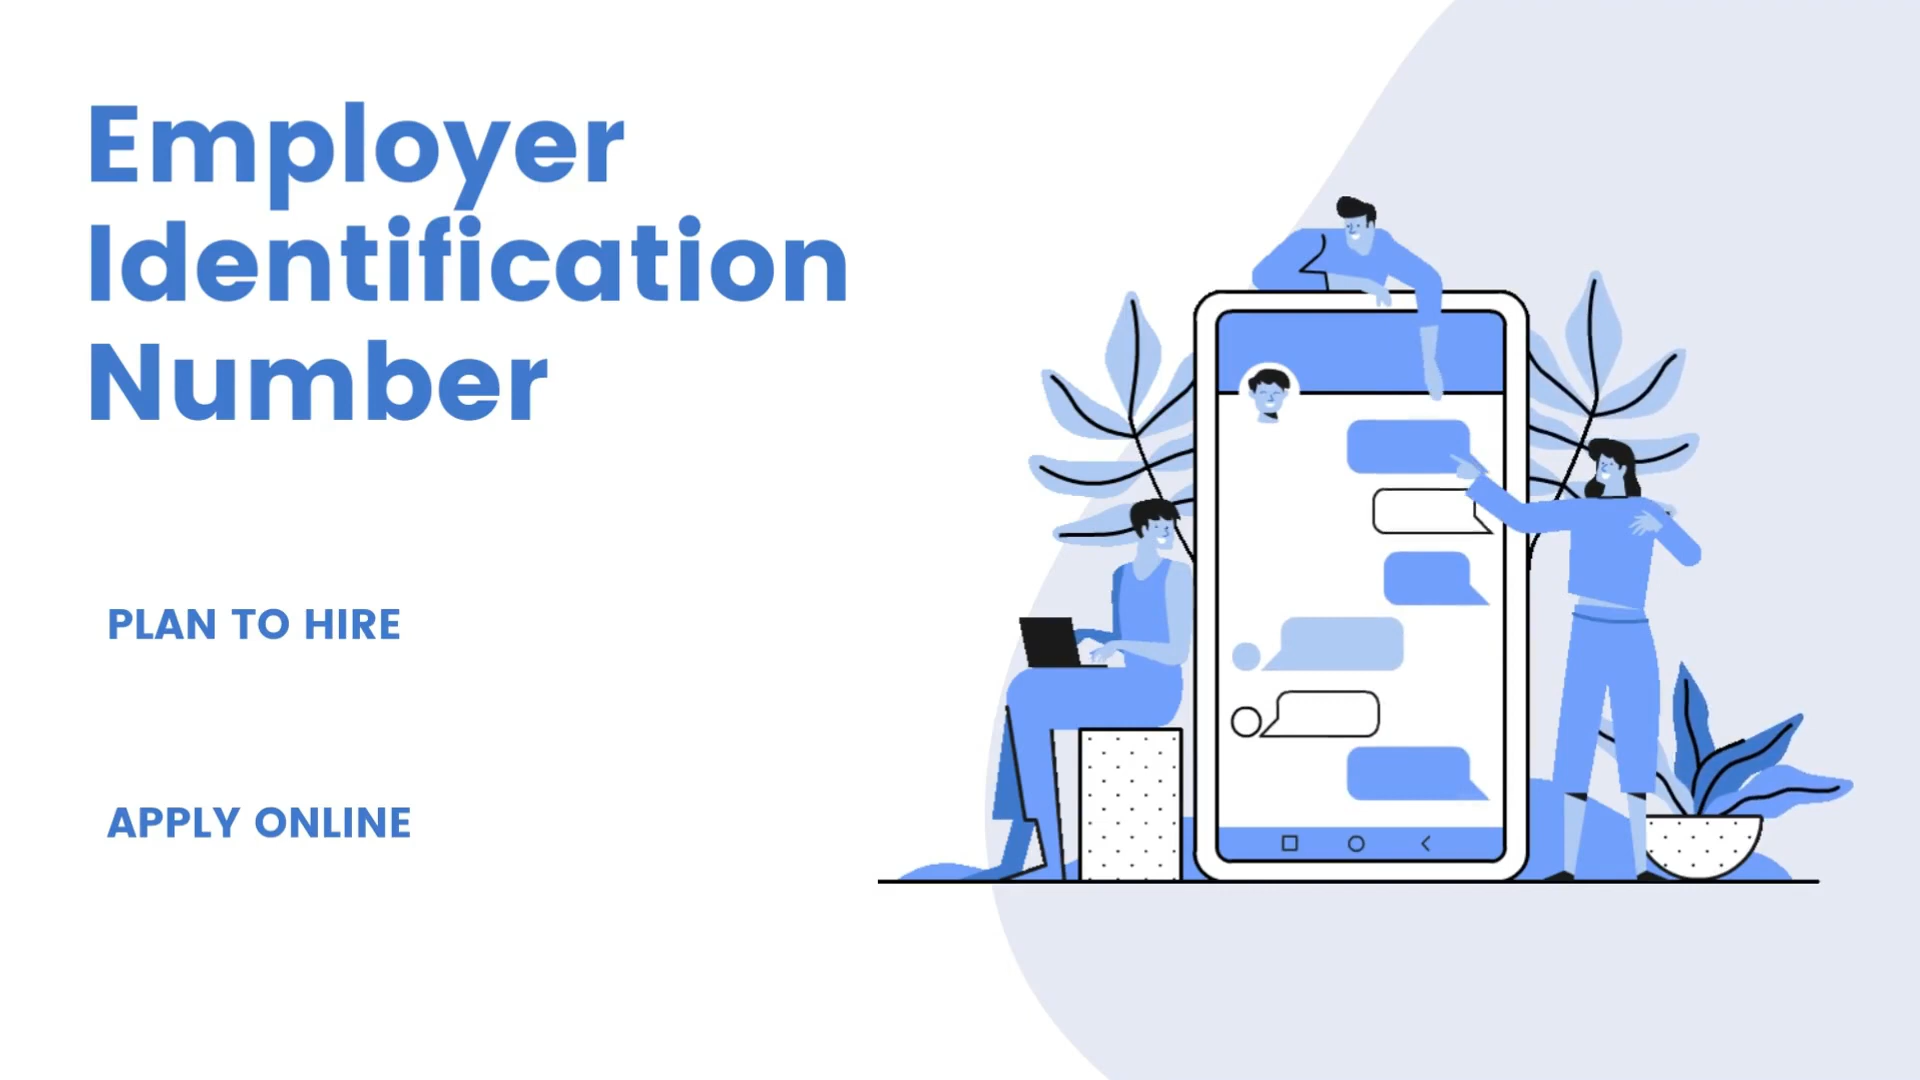 Employer
Identification
Number
PLAN TO HIRE
APPLY ONLINE